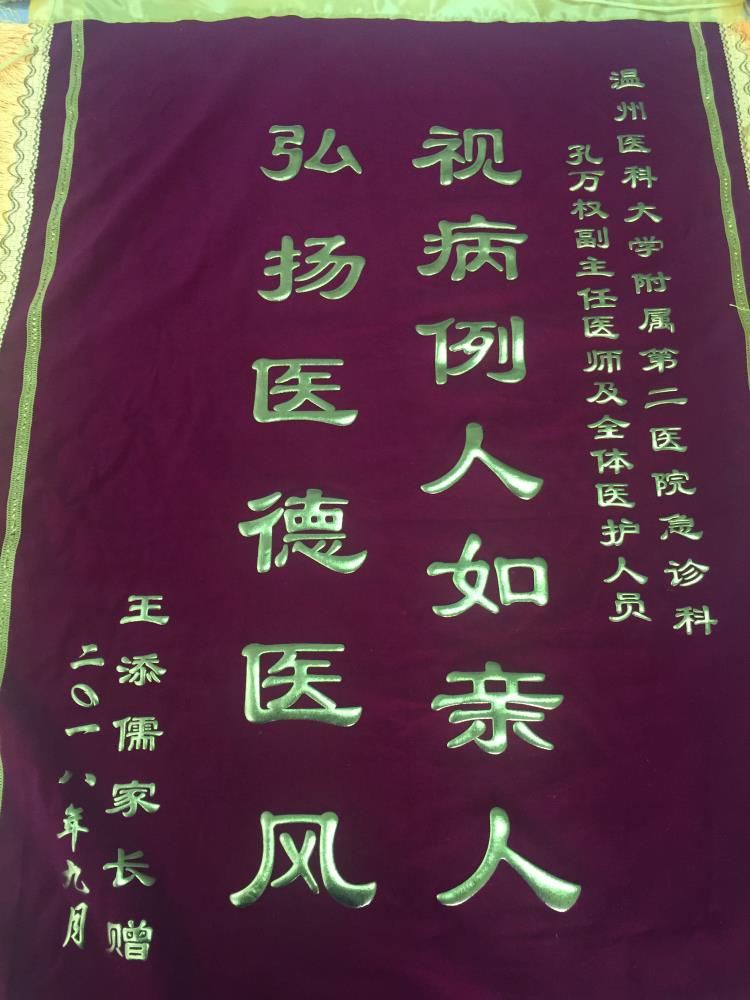 温州医科大学附属第二医院急诊科
孔万权副主任医师及全体医护人员
视病例人如亲人
弘扬医德医风
王添儒家长赠
二〇一八年九月